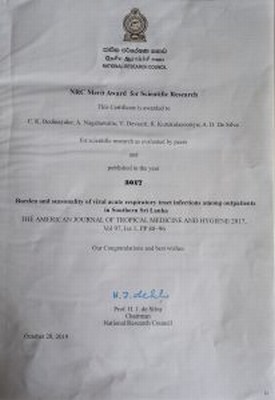 ජාතික පර්යේෂණ සභාව
NATIONAL RESEARCH COUNCIL
NRC Merit Award for Scientific Research
This Certificate is awarded to
A. Nagahawatte, V. Devasiri, R. Kurukulasooriya, A. D. De Silva
for scientific research as evaluated by peers
and
published in the year
2017
Burden and seasonality of viral acute respiratory tract infections among outpatients
in Southern Sri Lanka
THE AMERICAN JOURNAL OF TROPICAL MEDICINE AND HYGIENE 2017,
Vol 97, Iss 1, PP 88-96
Our Congratulations and best wishes
Prof. H. J. de Silva
Chairman
National Research Council
October 28, 2019